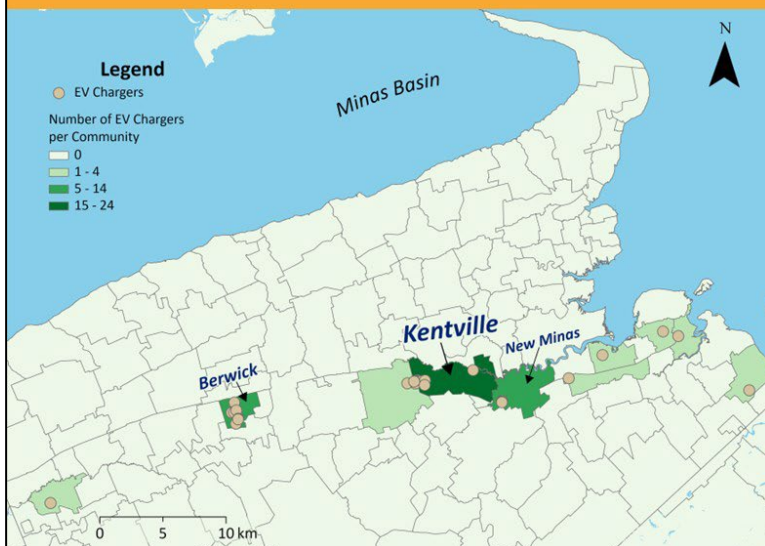 N
Legend
EV Chargers
Number of EV Chargers
per Community
0
1 - 4
5 - 14
15 - 24
Minas Basin
Kentville
New Minas
Berwick
0 5 10 km